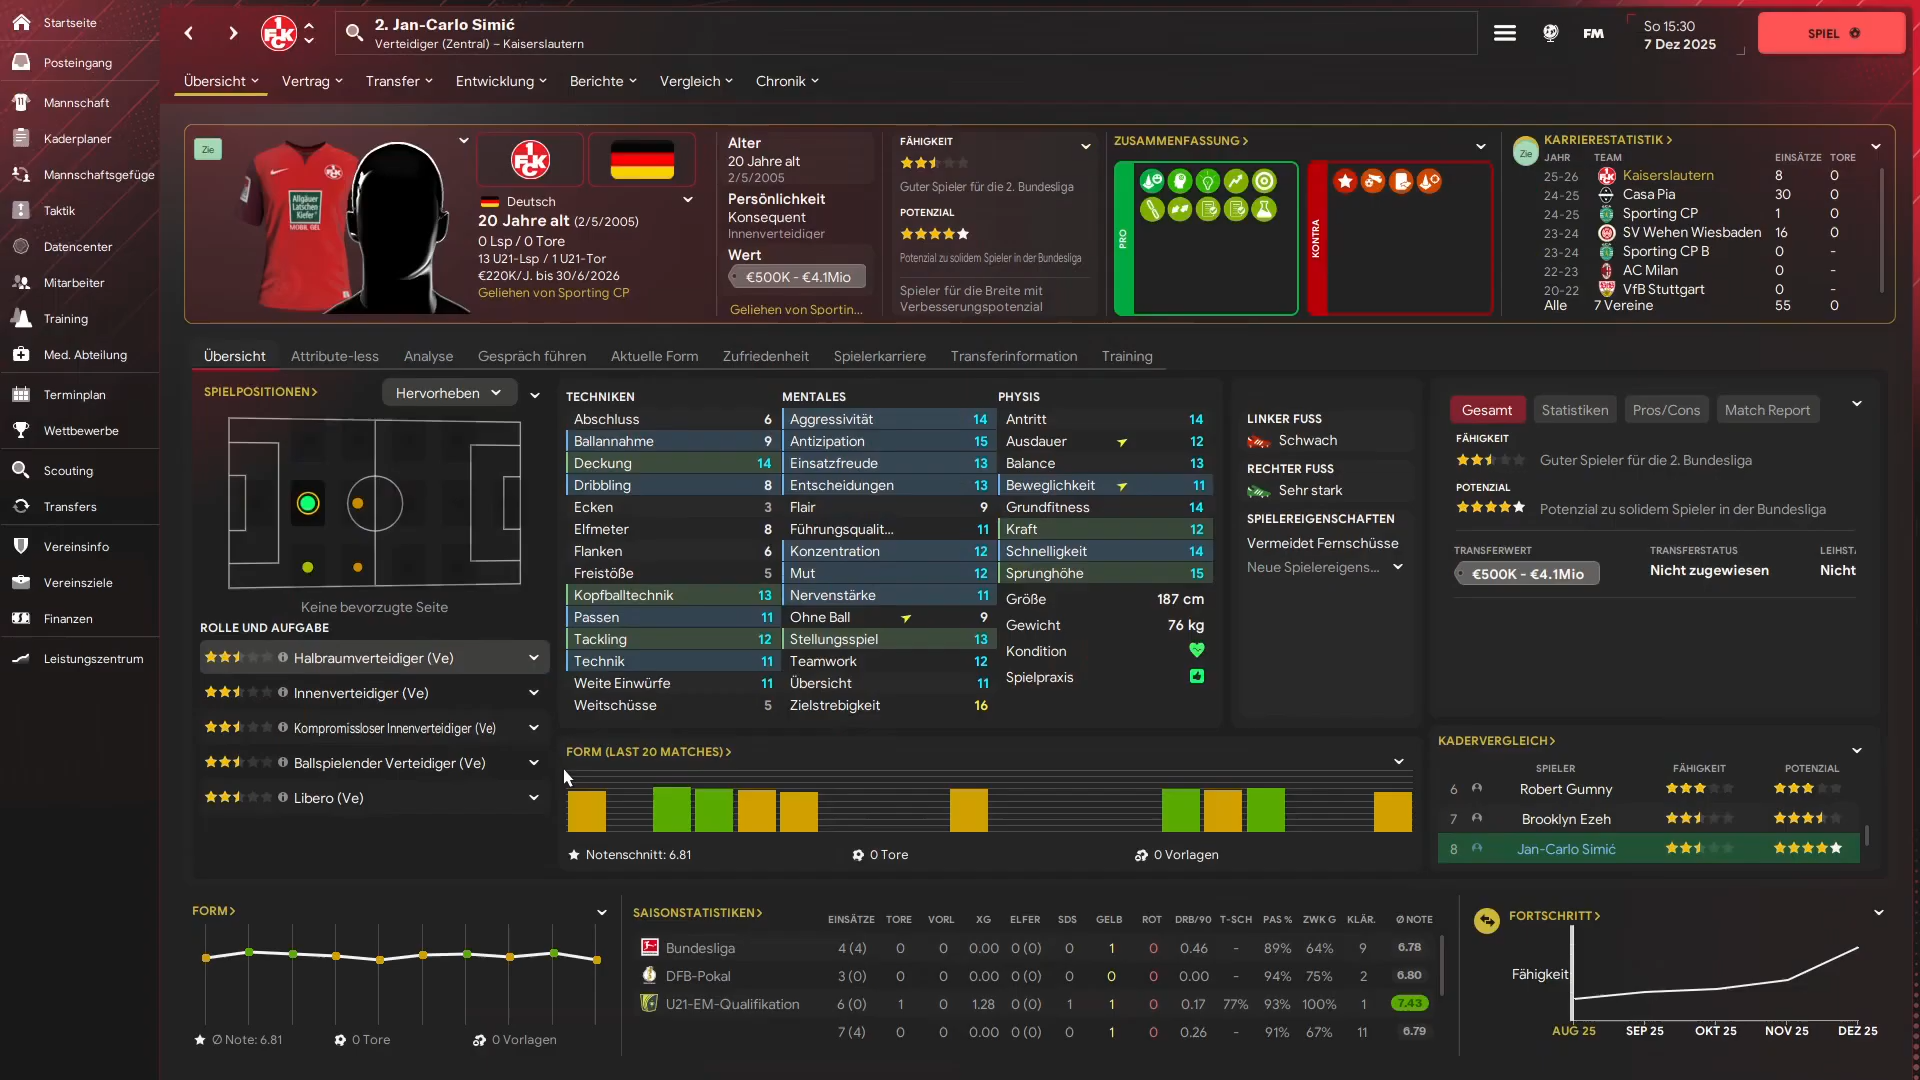 Startseite
Posteingang
Mannschaft
Kaderplaner
Mannschaftsgefüge
Taktik
Datencenter
Mitarbeiter
Training
Med. Abteilung
Terminplan
Wettbewerbe
Scouting
Transfers
Vereinsinfo
Vereinsziele
Finanzen
Leistungszentrum
2. Jan-Carlo Simić
Verteidiger (Zentral) – Kaiserslautern
FM
So 15:30
7 Dez 2025
SPIEL
Übersicht Vertrag Transfer Entwicklung Berichte Vergleich Chronik
Zie
Allgäuer
Latschen
Kiefer
Deutsch
20 Jahre alt (2/5/2005)
0 Lsp / 0 Tore
13 U21-Lsp / 1 U21-Tor
€220K/J. bis 30/6/2026
Geliehen von Sporting CP
Alter
20 Jahre alt
2/5/2005
Persönlichkeit
Konsequent
Innenverteidiger
Wert
€500K - €4.1Mio
Geliehen von Sportin...
FÄHIGKEIT
Guter Spieler für die 2. Bundesliga
POTENZIAL
Potenzial zu solidem Spieler in der Bundesliga
Spieler für die Breite mit
Verbesserungspotenzial
ZUSAMMENFASSUNG >
PRO
KONTRA
Zie
KARRIERESTATISTIK >
JAHR TEAM EINSÄTZE TORE
25-26 Kaiserslautern 8 0
24-25 Casa Pia 30 0
24-25 Sporting CP 1 0
23-24 SV Wehen Wiesbaden 16 0
23-24 Sporting CP B 0 -
22-23 AC Milan 0 -
20-22 VfB Stuttgart 0 -
Alle 7 Vereine 55 0
Übersicht Attribute-less Analyse Gespräch führen Aktuelle Form Zufriedenheit Spielerkarriere Transferinformation Training
SPIELPOSITIONEN >
Hervorheben
Keine bevorzugte Seite
ROLLE UND AUFGABE
Halbraumverteidiger (Ve)
Innenverteidiger (Ve)
Kompromissloser Innenverteidiger (Ve)
Ballspielender Verteidiger (Ve)
Libero (Ve)
TECHNIKEN
Abschluss 6
Ballannahme 9
Deckung 14
Dribbling 8
Ecken 3
Elfmeter 8
Flanken 6
Freistöße 5
Kopfballtechnik 13
Passen 11
Tackling 12
Technik 11
Weite Einwürfe 11
Weitschüsse 5
MENTALES
Aggressivität 14
Antizipation 15
Einsatzfreude 13
Entscheidungen 13
Flair 9
Führungsqualit... 11
Konzentration 12
Mut 12
Nervenstärke 11
Ohne Ball 9
Stellungsspiel 13
Teamwork 12
Übersicht 11
Zielstrebigkeit 16
PHYSIS
Antritt 14
Ausdauer 12
Balance 13
Beweglichkeit 11
Grundfitness 14
Kraft 12
Schnelligkeit 14
Sprunghöhe 15
Größe 187 cm
Gewicht 76 kg
Kondition
Spielpraxis
LINKER FUSS
Schwach
RECHTER FUSS
Sehr stark
SPIELEREIGENSCHAFTEN
Vermeidet Fernschüsse
Neue Spielereigens...
Gesamt Statistiken Pros/Cons Match Report
FÄHIGKEIT
Guter Spieler für die 2. Bundesliga
POTENZIAL
Potenzial zu solidem Spieler in der Bundesliga
TRANSFERWERT TRANSFERSTATUS LEIHST
€500K - €4.1Mio Nicht zugewiesen Nicht
FORM (LAST 20 MATCHES) >
Notenschnitt: 6.81 0 Tore 0 Vorlagen
KADERVERGLEICH >
SPIELER FÄHIGKEIT POTENZIAL
6 Robert Gumny
7 Brooklyn Ezeh
8 Jan-Carlo Simić
FORM >
Ø Note: 6.81 0 Tore 0 Vorlagen
SAISONSTATISTIKEN > EINSÄTZE TORE VORL XG ELFER SDS GELB ROT DRB/90 T-SCH PAS % ZWK G KLÄR. Ø NOTE
Bundesliga 4 (4) 0 0 0.00 0 (0) 0 1 0 0.46 - 89% 64% 9 6.78
DFB-Pokal 3 (0) 0 0 0.00 0 (0) 0 0 0 0.00 - 94% 75% 2 6.80
U21-EM-Qualifikation 6 (0) 1 0 1.28 0 (0) 1 1 0 0.17 77% 93% 100% 1 7.43
7 (4) 0 0 0.00 0 (0) 0 1 0 0.26 - 91% 67% 11 6.79
FORTSCHRITT >
Fähigkeit
AUG 25 SEP 25 OKT 25 NOV 25 DEZ 25